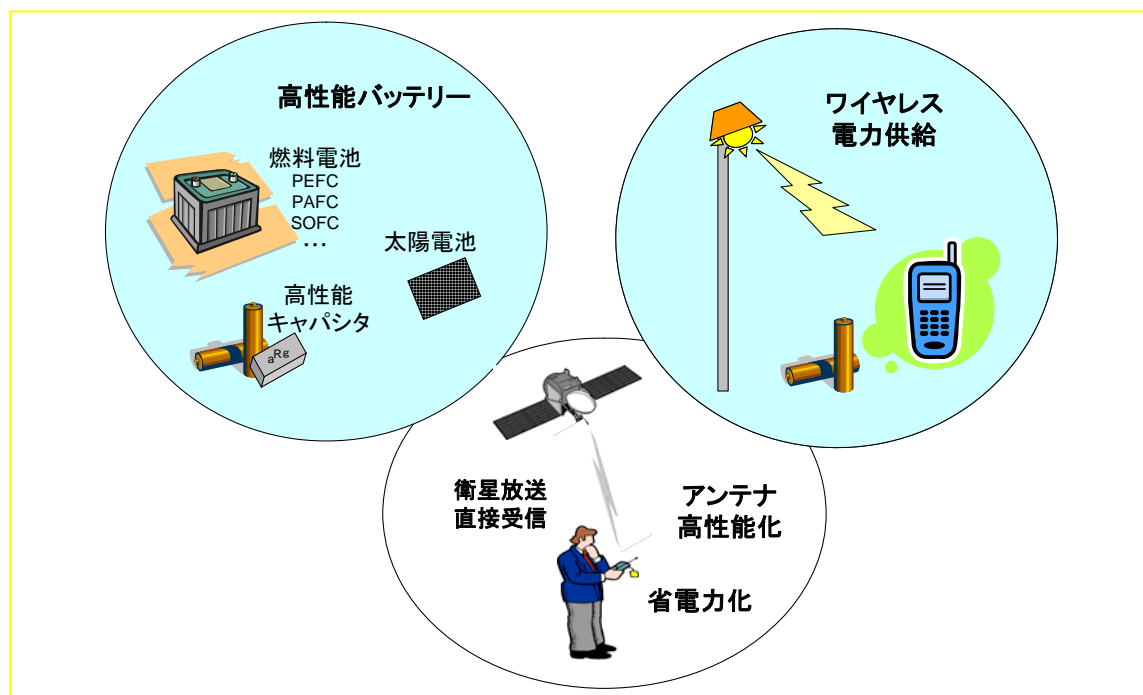 高性能バッテリー
燃料電池
PEFC
PAFC
SOFC
…
太陽電池
高性能
キャパシタ
aRg
ワイヤレス
電力供給
衛星放送
直接受信
アンテナ
高性能化
省電力化